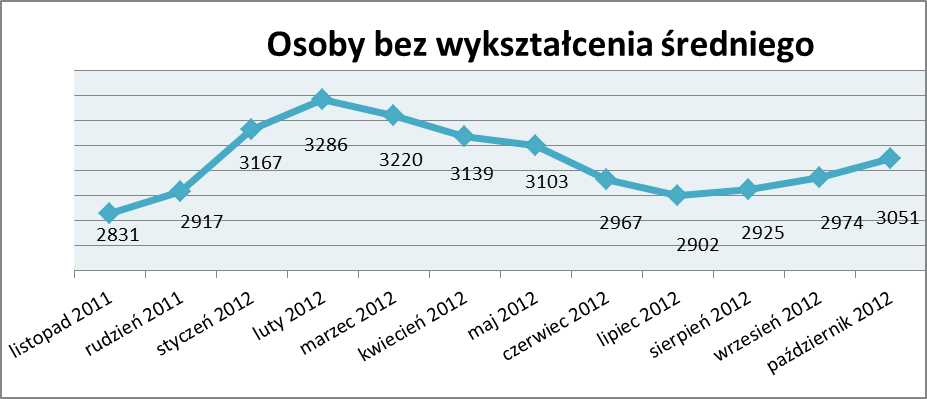 Osoby bez wykształcenia średniego
2831
2917
3167
3286
3220
3139
3103
2967
2902
2925
2974
3051
listopad 2011
rudzień 2011
styczeń 2012
luty 2012
marzec 2012
kwiecień 2012
maj 2012
czerwiec 2012
lipiec 2012
sierpień 2012
wrzesień 2012
październik 2012